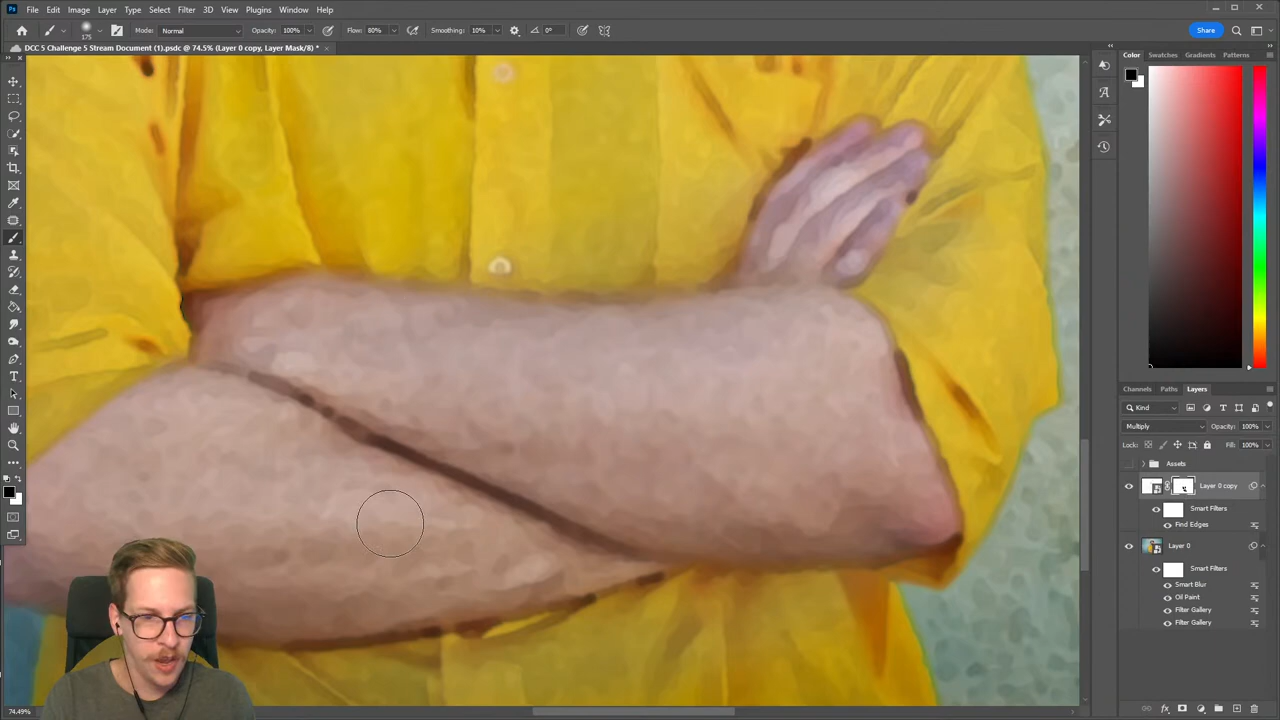 Ps File Edit Image Layer Type Select Filter 3D View Plugins Window Help
175 Mode: Normal Opacity: 100% Flow: 80% Smoothing: 10% 0° Share
DCC 5 Challenge 5 Stream Document (1).psdc @ 74.5% (Layer 0 copy, Layer Mask/8) * ×
Color Swatches Gradients Patterns
Channels Paths Layers
Kind
Multiply Opacity: 100%
Lock: Fill: 100%
Assets
Layer 0 copy
Smart Filters
Find Edges
Layer 0
Smart Filters
Smart Blur
Oil Paint
Filter Gallery
Filter Gallery
74.49%